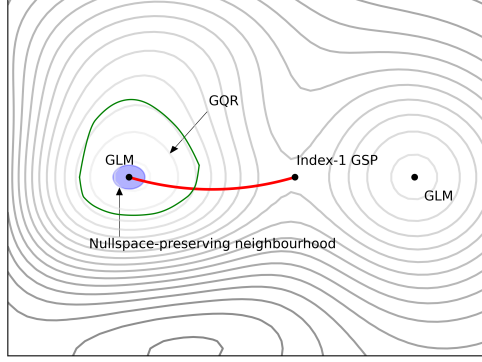 GQR
GLM
Index-1 GSP
GLM
Nullspace-preserving neighbourhood